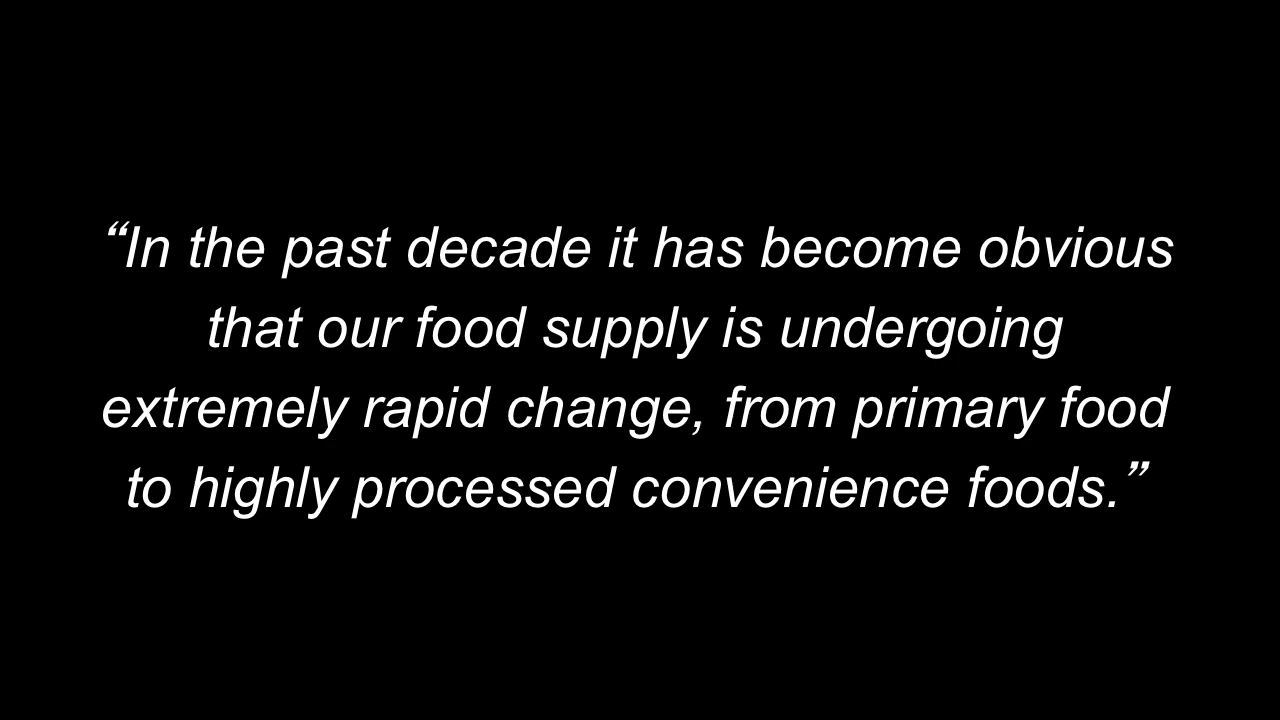 “In the past decade it has become obvious
that our food supply is undergoing
extremely rapid change, from primary food
to highly processed convenience foods.”